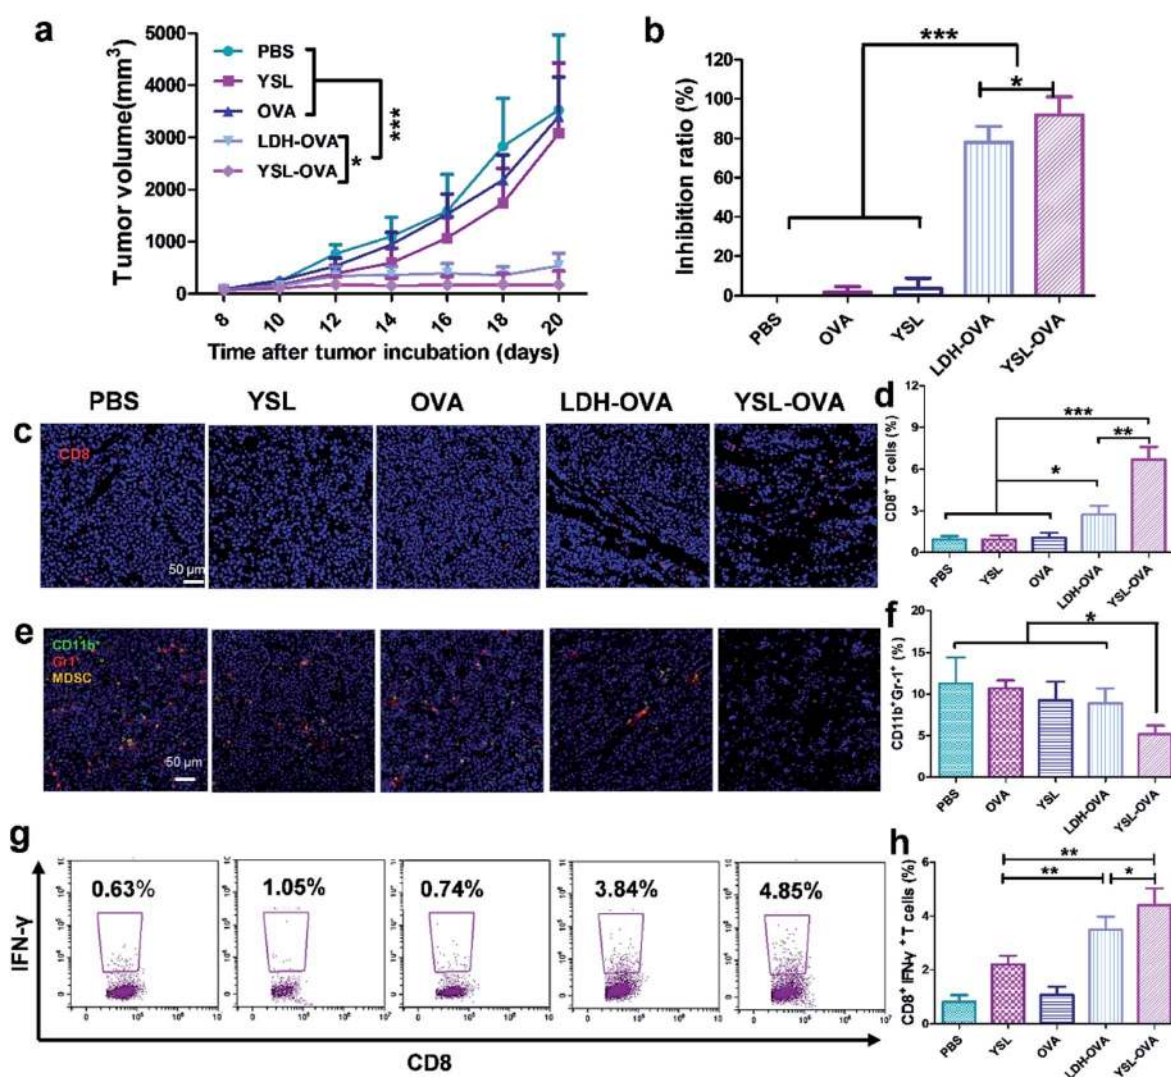 a
Tumor volume(mm³)
5000
4000
3000
2000
1000
0
PBS
YSL
OVA
LDH-OVA
YSL-OVA
***
*
8 10 12 14 16 18 20
Time after tumor incubation (days)
b
Inhibition ratio (%)
120
100
80
60
40
20
0
***
*
PBS OVA YSL LDH-OVA YSL-OVA
PBS YSL OVA LDH-OVA YSL-OVA
c
CD8
50 μm
d
CD8⁺ T cells (%)
12
9
6
3
0
***
**
*
PBS YSL OVA LDH-OVA YSL-OVA
e
CD11b⁺
Gr1⁺
MDSC
50 μm
f
CD11b⁺Gr-1⁺ (%)
20
15
10
5
0
*
PBS OVA YSL LDH-OVA YSL-OVA
g
IFN-γ
0.63% 1.05% 0.74% 3.84% 4.85%
CD8
h
CD8⁺ IFN-γ ⁺ T cells (%)
6
4
2
0
**
** *
PBS YSL OVA LDH-OVA YSL-OVA